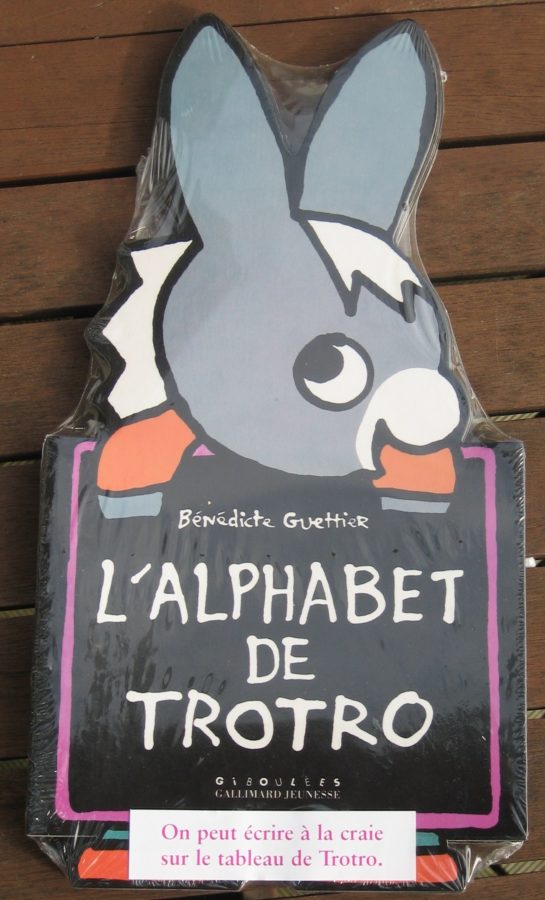 Bénédicte Guettier
L'ALPHABET
DE
TROTRO
GIBOULÉES
GALLIMARD JEUNESSE
On peut écrire à la craie
sur le tableau de Trotro.